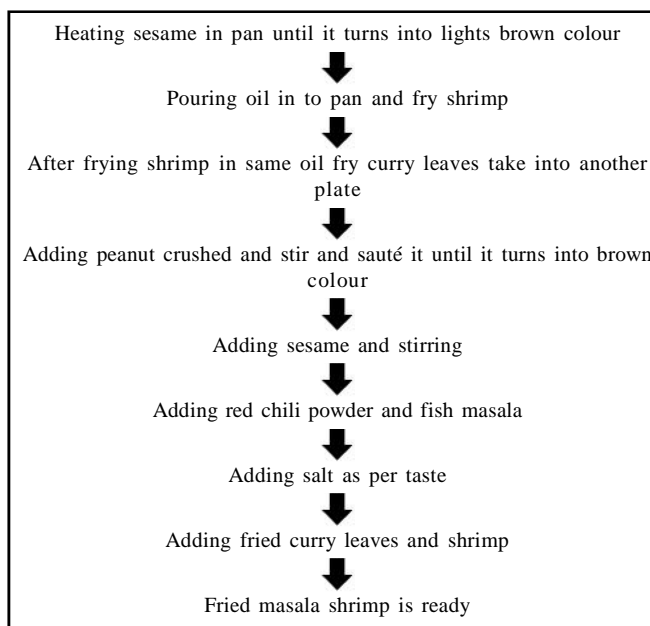 Heating sesame in pan until it turns into lights brown colour
Pouring oil in to pan and fry shrimp
After frying shrimp in same oil fry curry leaves take into another
plate
Adding peanut crushed and stir and sauté it until it turns into brown
colour
Adding sesame and stirring
Adding red chili powder and fish masala
Adding salt as per taste
Adding fried curry leaves and shrimp
Fried masala shrimp is ready